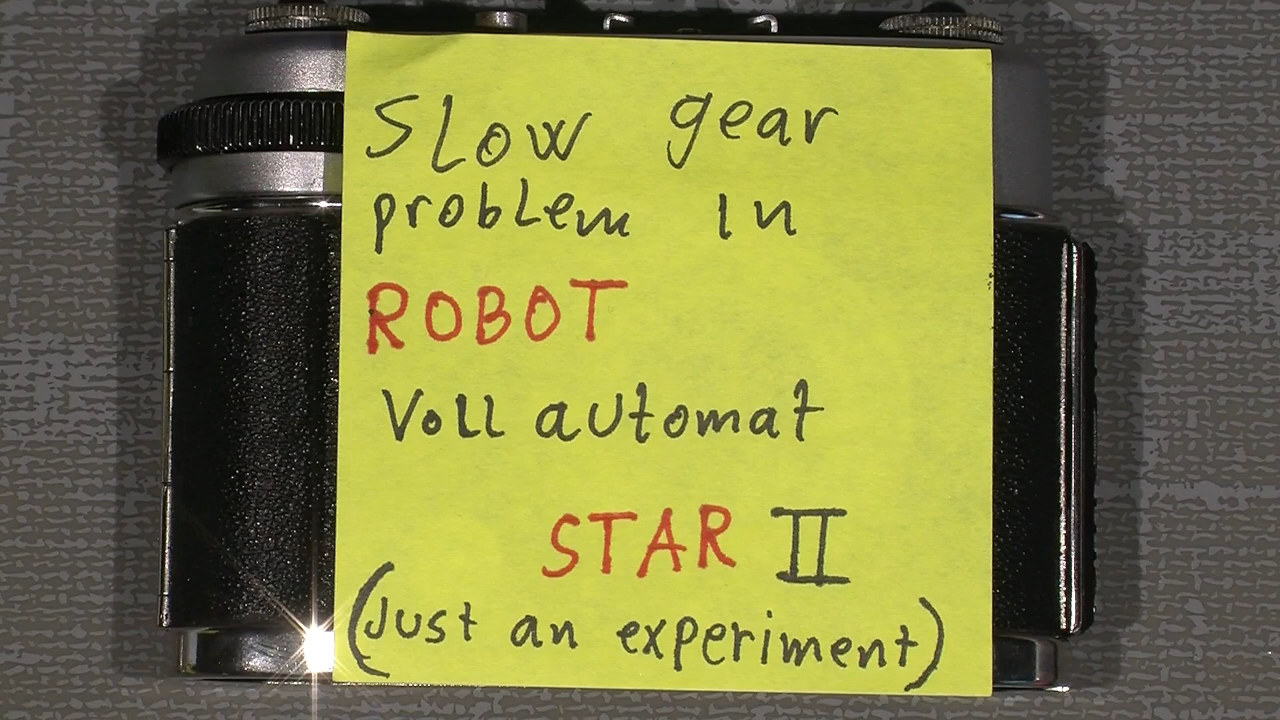 Slow gear
problem in
ROBOT
Voll automat
STAR II
(Just an experiment)